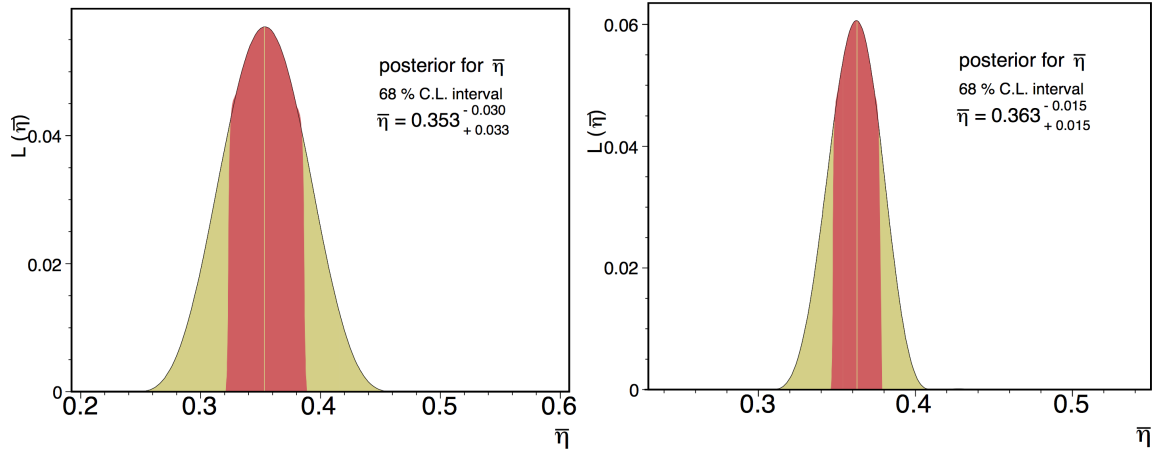 posterior for η̅
68 % C.L. interval
η̅ = 0.353 - 0.030 + 0.033
L (η̅)
0.04
0.02
0
0.2 0.3 0.4 0.5 0.6
η̅
posterior for η̅
68 % C.L. interval
η̅ = 0.363 - 0.015 + 0.015
L (η̅)
0.06
0.04
0.02
0
0.3 0.4 0.5
η̅